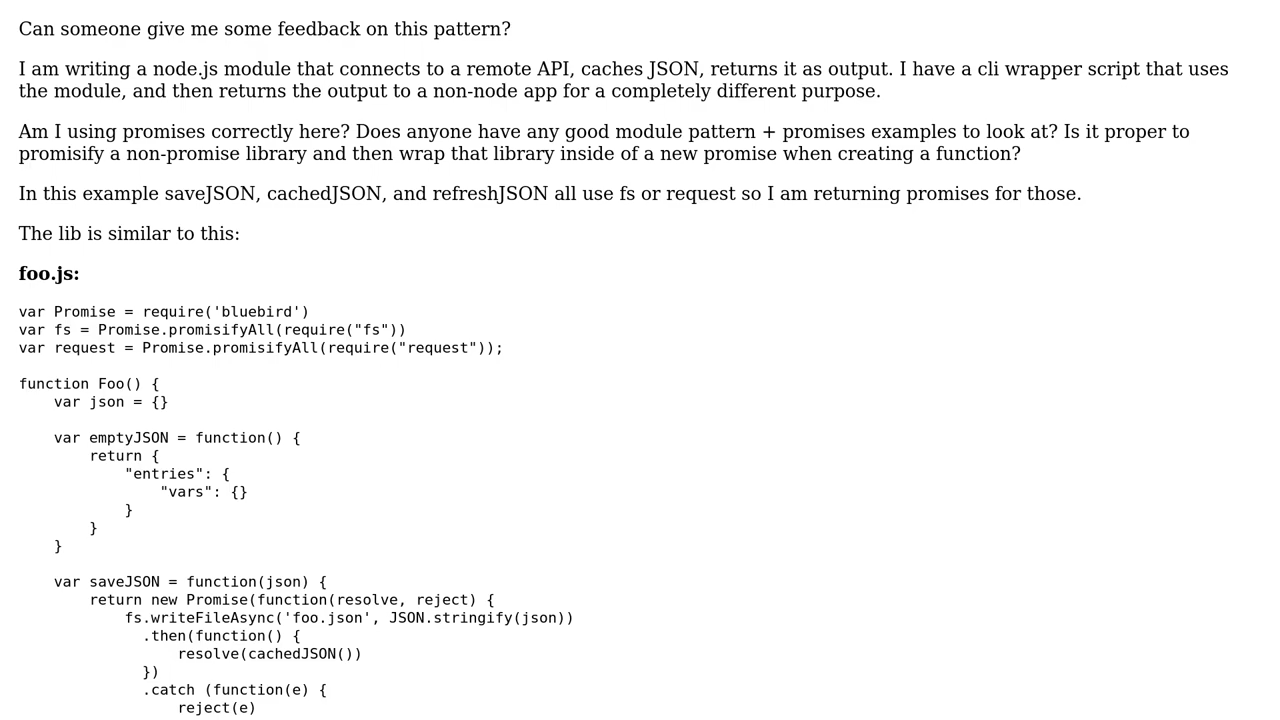 Can someone give me some feedback on this pattern?
I am writing a node.js module that connects to a remote API, caches JSON, returns it as output. I have a cli wrapper script that uses
the module, and then returns the output to a non-node app for a completely different purpose.
Am I using promises correctly here? Does anyone have any good module pattern + promises examples to look at? Is it proper to
promisify a non-promise library and then wrap that library inside of a new promise when creating a function?
In this example saveJSON, cachedJSON, and refreshJSON all use fs or request so I am returning promises for those.
The lib is similar to this:
foo.js:
var Promise = require('bluebird')
var fs = Promise.promisifyAll(require("fs"))
var request = Promise.promisifyAll(require("request"));
function Foo() {
    var json = {}
    var emptyJSON = function() {
        return {
            "entries": {
                "vars": {}
            }
        }
    }
    var saveJSON = function(json) {
        return new Promise(function(resolve, reject) {
            fs.writeFileAsync('foo.json', JSON.stringify(json))
              .then(function() {
                  resolve(cachedJSON())
              })
              .catch (function(e) {
                  reject(e)